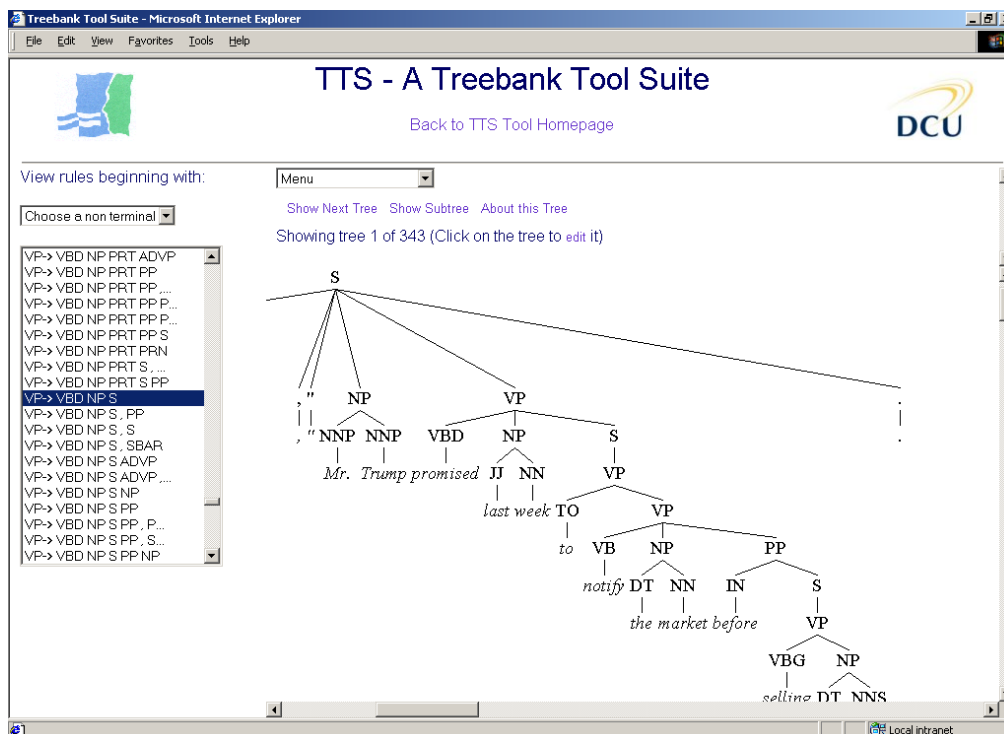 Treebank Tool Suite - Microsoft Internet Explorer
File Edit View Favorites Tools Help
TTS - A Treebank Tool Suite
Back to TTS Tool Homepage
DCU
View rules beginning with:
Choose a non terminal
Menu
Show Next Tree Show Subtree About this Tree
Showing tree 1 of 343 (Click on the tree to edit it)
VP-> VBD NP PRT ADVP
VP-> VBD NP PRT PP
VP-> VBD NP PRT PP ,...
VP-> VBD NP PRT PP P...
VP-> VBD NP PRT PP P...
VP-> VBD NP PRT PP S
VP-> VBD NP PRT PRN
VP-> VBD NP PRT S , ...
VP-> VBD NP PRT S PP
VP-> VBD NP S
VP-> VBD NP S , PP
VP-> VBD NP S , S
VP-> VBD NP S , SBAR
VP-> VBD NP S ADVP
VP-> VBD NP S ADVP ,...
VP-> VBD NP S NP
VP-> VBD NP S PP
VP-> VBD NP S PP , P...
VP-> VBD NP S PP , S...
VP-> VBD NP S PP NP
S
, " NP VP .
, " NNP NNP VBD NP S .
Mr. Trump promised JJ NN VP
last week TO VP
to VB NP PP
notify DT NN IN S
the market before VP
VBG NP
selling DT NNS
Local intranet